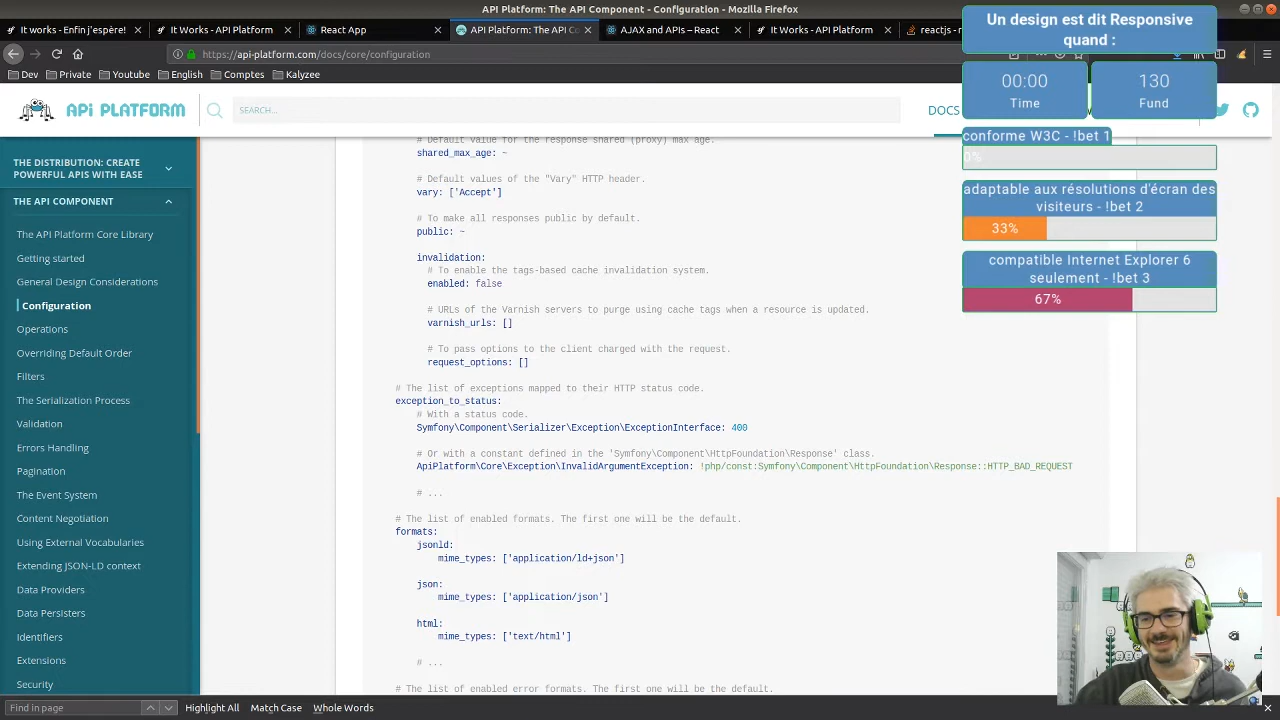 API Platform: The API Component - Configuration - Mozilla Firefox
It works - Enfin j'espère!
It Works - API Platform
React App
API Platform: The API Co
AJAX and APIs – React
It Works - API Platform
reactjs -
https://api-platform.com/docs/core/configuration
Dev
Private
Youtube
English
Comptes
Kalyzee
API PLATFORM
SEARCH...
DOCS
Un design est dit Responsive
quand :
00:00
Time
130
Fund
conforme W3C - !bet 1
0%
adaptable aux résolutions d'écran des
visiteurs - !bet 2
33%
compatible Internet Explorer 6
seulement - !bet 3
67%
THE DISTRIBUTION: CREATE
POWERFUL APIS WITH EASE
THE API COMPONENT
The API Platform Core Library
Getting started
General Design Considerations
Configuration
Operations
Overriding Default Order
Filters
The Serialization Process
Validation
Errors Handling
Pagination
The Event System
Content Negotiation
Using External Vocabularies
Extending JSON-LD context
Data Providers
Data Persisters
Identifiers
Extensions
Security
# Default value for the response shared (proxy) max age.
shared_max_age: ~
# Default values of the "Vary" HTTP header.
vary: ['Accept']
# To make all responses public by default.
public: ~
invalidation:
# To enable the tags-based cache invalidation system.
enabled: false
# URLs of the Varnish servers to purge using cache tags when a resource is updated.
varnish_urls: []
# To pass options to the client charged with the request.
request_options: []
# The list of exceptions mapped to their HTTP status code.
exception_to_status:
# With a status code.
Symfony\Component\Serializer\Exception\ExceptionInterface: 400
# Or with a constant defined in the 'Symfony\Component\HttpFoundation\Response' class.
ApiPlatform\Core\Exception\InvalidArgumentException: !php/const:Symfony\Component\HttpFoundation\Response::HTTP_BAD_REQUEST
# ...
# The list of enabled formats. The first one will be the default.
formats:
jsonld:
mime_types: ['application/ld+json']
json:
mime_types: ['application/json']
html:
mime_types: ['text/html']
# ...
# The list of enabled error formats. The first one will be the default.
Find in page
Highlight All
Match Case
Whole Words